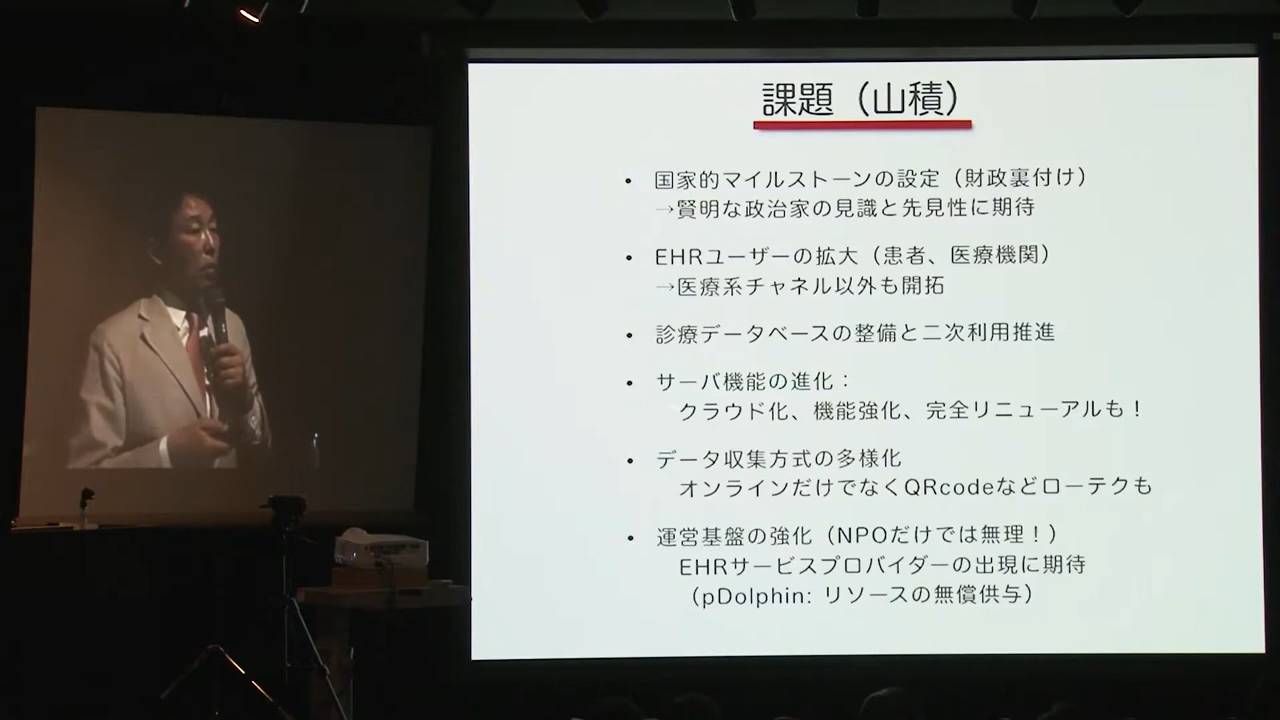 課題（山積）
• 国家的マイルストーンの設定（財政裏付け）
→賢明な政治家の見識と先見性に期待
• EHRユーザーの拡大（患者、医療機関）
→医療系チャネル以外も開拓
• 診療データベースの整備と二次利用推進
• サーバ機能の進化：
クラウド化、機能強化、完全リニューアルも！
• データ収集方式の多様化
オンラインだけでなくQRcodeなどローテクも
• 運営基盤の強化（NPOだけでは無理！）
EHRサービスプロバイダーの出現に期待
（pDolphin: リソースの無償供与）